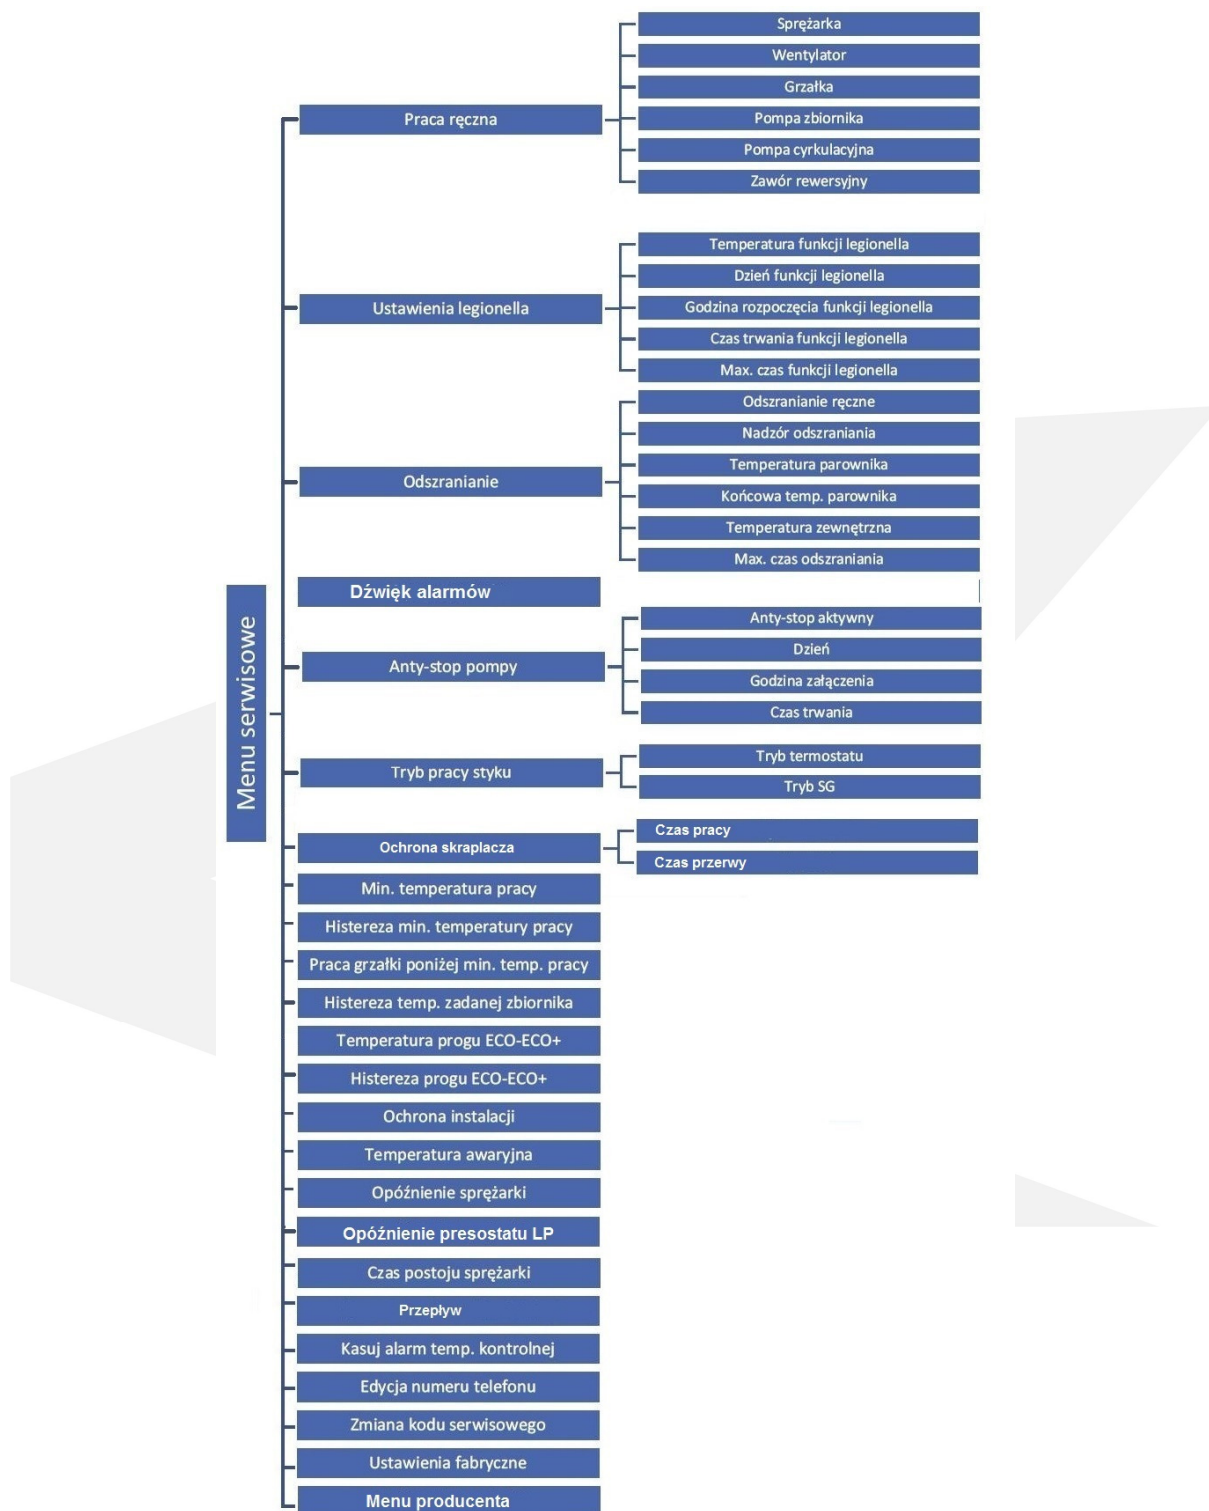 Menu serwisowe
Praca ręczna
Sprężarka
Wentylator
Grzałka
Pompa zbiornika
Pompa cyrkulacyjna
Zawór rewersyjny
Ustawienia legionella
Temperatura funkcji legionella
Dzień funkcji legionella
Godzina rozpoczęcia funkcji legionella
Czas trwania funkcji legionella
Max. czas funkcji legionella
Odszranianie
Odszranianie ręczne
Nadzór odszraniania
Temperatura parownika
Końcowa temp. parownika
Temperatura zewnętrzna
Max. czas odszraniania
Dźwięk alarmów
Anty-stop pompy
Anty-stop aktywny
Dzień
Godzina załączenia
Czas trwania
Tryb pracy styku
Tryb termostatu
Tryb SG
Ochrona skraplacza
Czas pracy
Czas przerwy
Min. temperatura pracy
Histereza min. temperatury pracy
Praca grzałki poniżej min. temp. pracy
Histereza temp. zadanej zbiornika
Temperatura progu ECO-ECO+
Histereza progu ECO-ECO+
Ochrona instalacji
Temperatura awaryjna
Opóźnienie sprężarki
Opóźnienie presostatu LP
Czas postoju sprężarki
Przepływ
Kasuj alarm temp. kontrolnej
Edycja numeru telefonu
Zmiana kodu serwisowego
Ustawienia fabryczne
Menu producenta